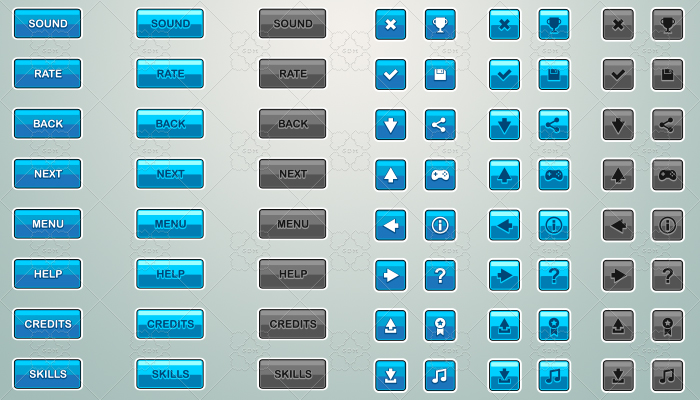 SOUND SOUND SOUND
RATE RATE RATE
BACK BACK BACK
NEXT NEXT NEXT
MENU MENU MENU
HELP HELP HELP ? ? ?
CREDITS CREDITS CREDITS
SKILLS SKILLS SKILLS